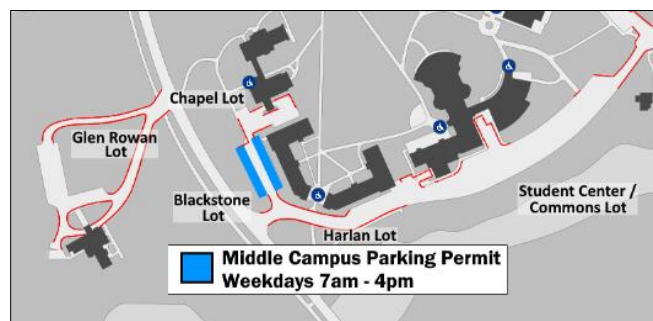 Chapel Lot
Glen Rowan
Lot
Blackstone
Lot
Student Center /
Commons Lot
Harlan Lot
Middle Campus Parking Permit
Weekdays 7am - 4pm